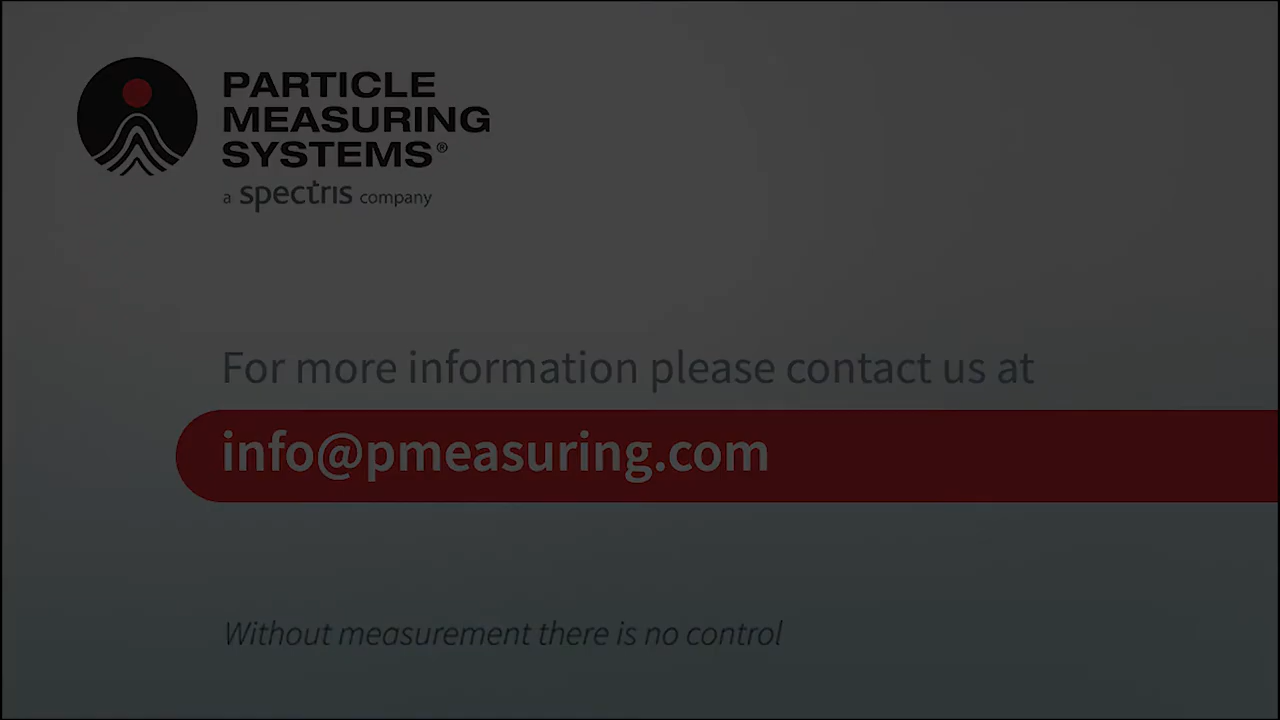 PARTICLE
MEASURING
SYSTEMS®
a spectris company
For more information please contact us at
info@pmeasuring.com
Without measurement there is no control